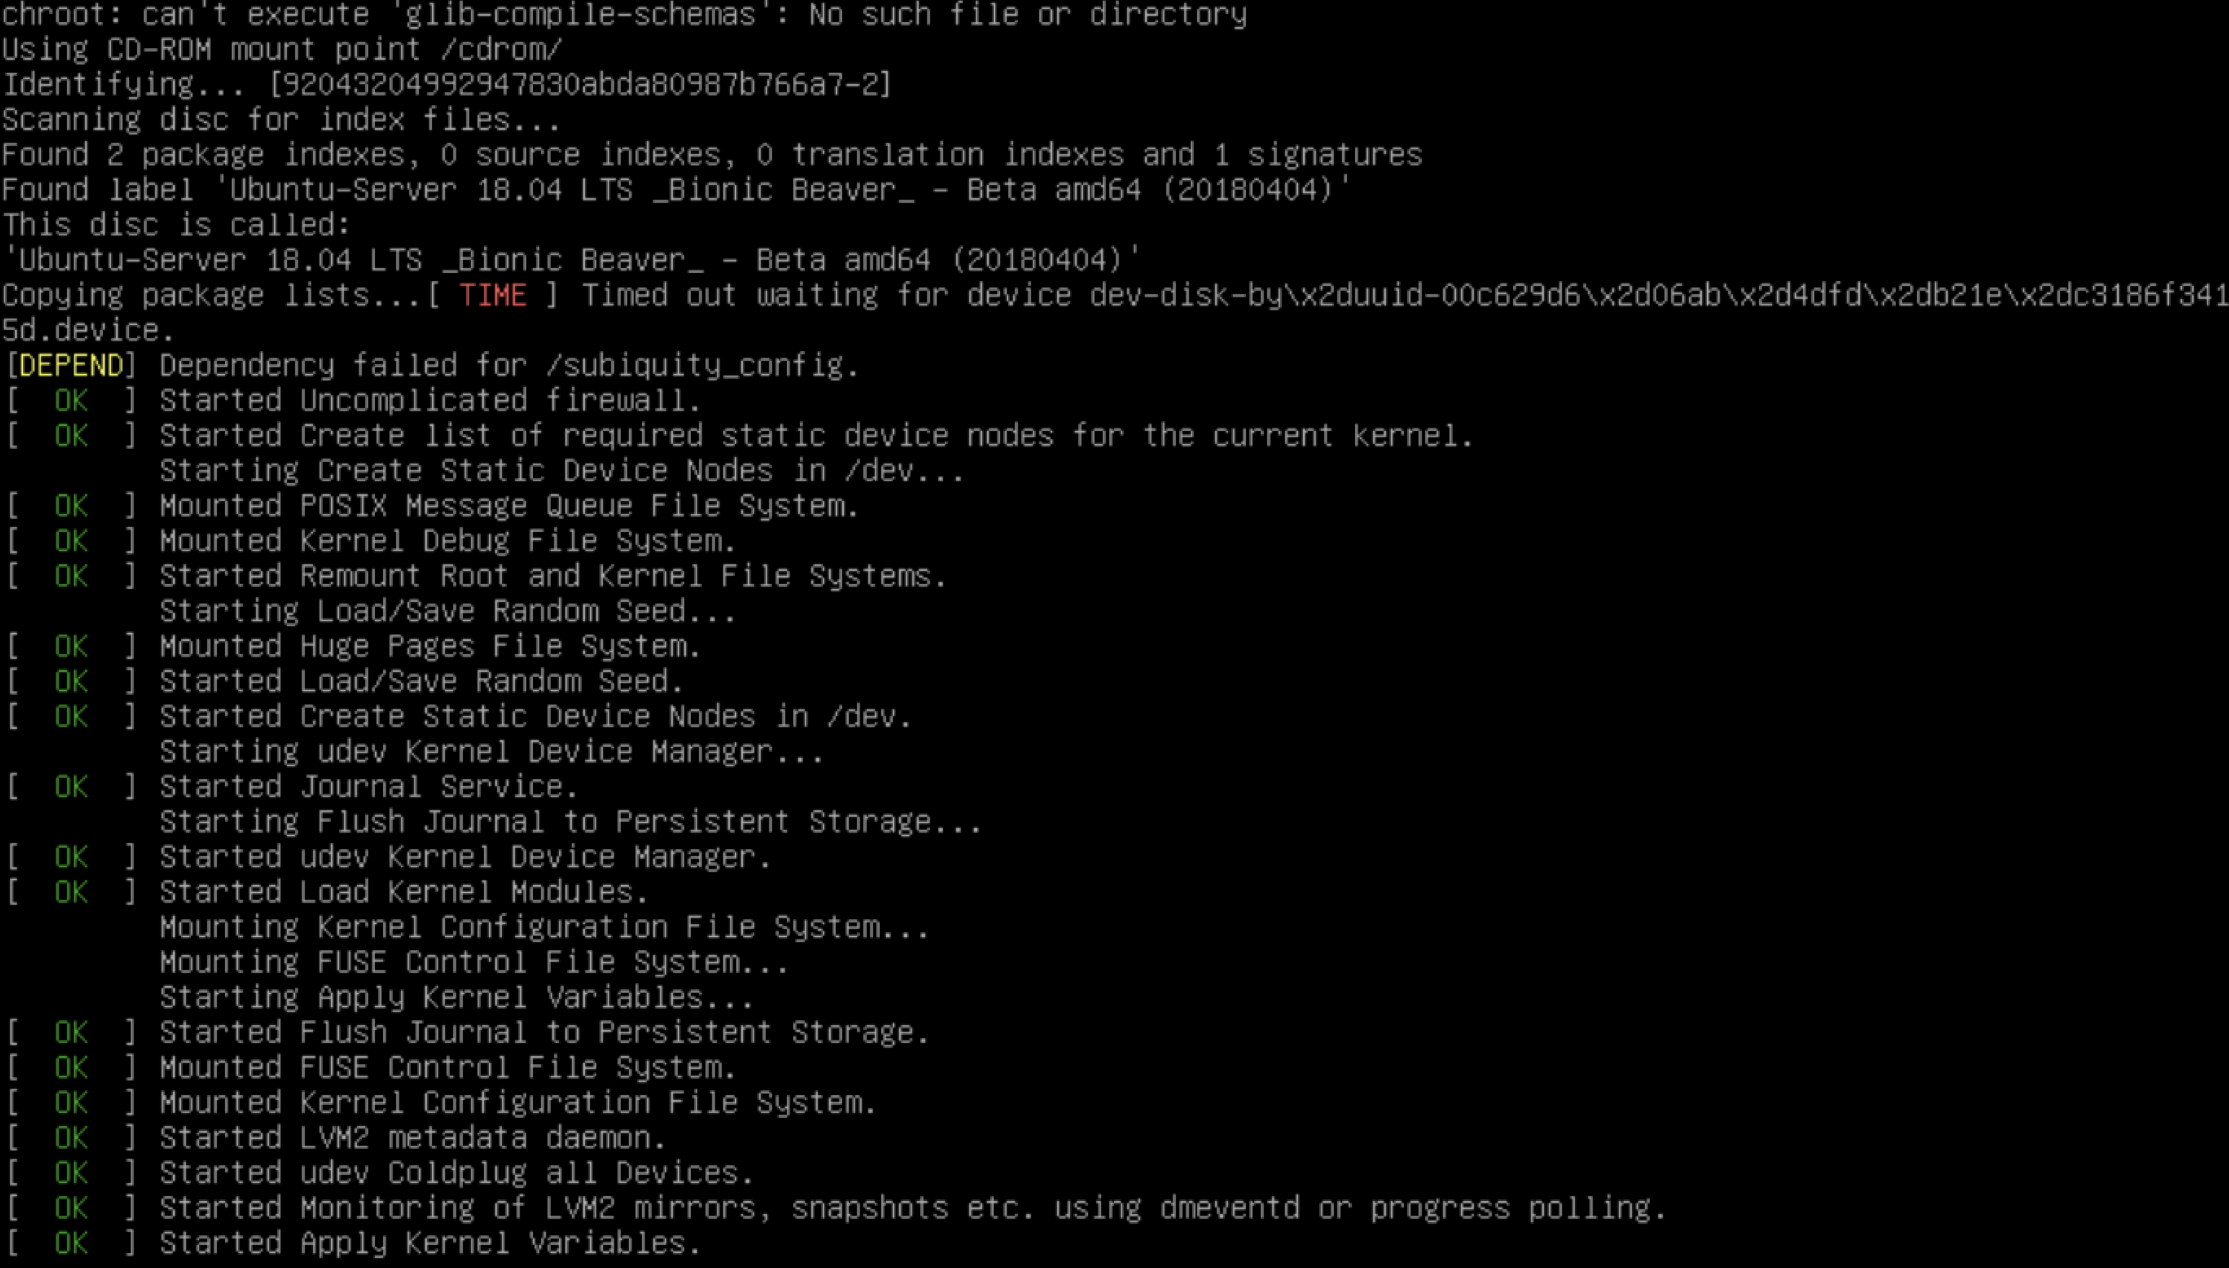 chroot: can't execute 'glib-compile-schemas': No such file or directory
Using CD-ROM mount point /cdrom/
Identifying... [92043204992947830abda80987b766a7-2]
Scanning disc for index files...
Found 2 package indexes, 0 source indexes, 0 translation indexes and 1 signatures
Found label 'Ubuntu-Server 18.04 LTS _Bionic Beaver_ - Beta amd64 (20180404)'
This disc is called:
'Ubuntu-Server 18.04 LTS _Bionic Beaver_ - Beta amd64 (20180404)'
Copying package lists...[ TIME ] Timed out waiting for device dev-disk-by\x2duuid-00c629d6\x2d06ab\x2d4dfd\x2db21e\x2dc3186f341
5d.device.
[DEPEND] Dependency failed for /subiquity_config.
[  OK  ] Started Uncomplicated firewall.
[  OK  ] Started Create list of required static device nodes for the current kernel.
         Starting Create Static Device Nodes in /dev...
[  OK  ] Mounted POSIX Message Queue File System.
[  OK  ] Mounted Kernel Debug File System.
[  OK  ] Started Remount Root and Kernel File Systems.
         Starting Load/Save Random Seed...
[  OK  ] Mounted Huge Pages File System.
[  OK  ] Started Load/Save Random Seed.
[  OK  ] Started Create Static Device Nodes in /dev.
         Starting udev Kernel Device Manager...
[  OK  ] Started Journal Service.
         Starting Flush Journal to Persistent Storage...
[  OK  ] Started udev Kernel Device Manager.
[  OK  ] Started Load Kernel Modules.
         Mounting Kernel Configuration File System...
         Mounting FUSE Control File System...
         Starting Apply Kernel Variables...
[  OK  ] Started Flush Journal to Persistent Storage.
[  OK  ] Mounted FUSE Control File System.
[  OK  ] Mounted Kernel Configuration File System.
[  OK  ] Started LVM2 metadata daemon.
[  OK  ] Started udev Coldplug all Devices.
[  OK  ] Started Monitoring of LVM2 mirrors, snapshots etc. using dmeventd or progress polling.
[  OK  ] Started Apply Kernel Variables.